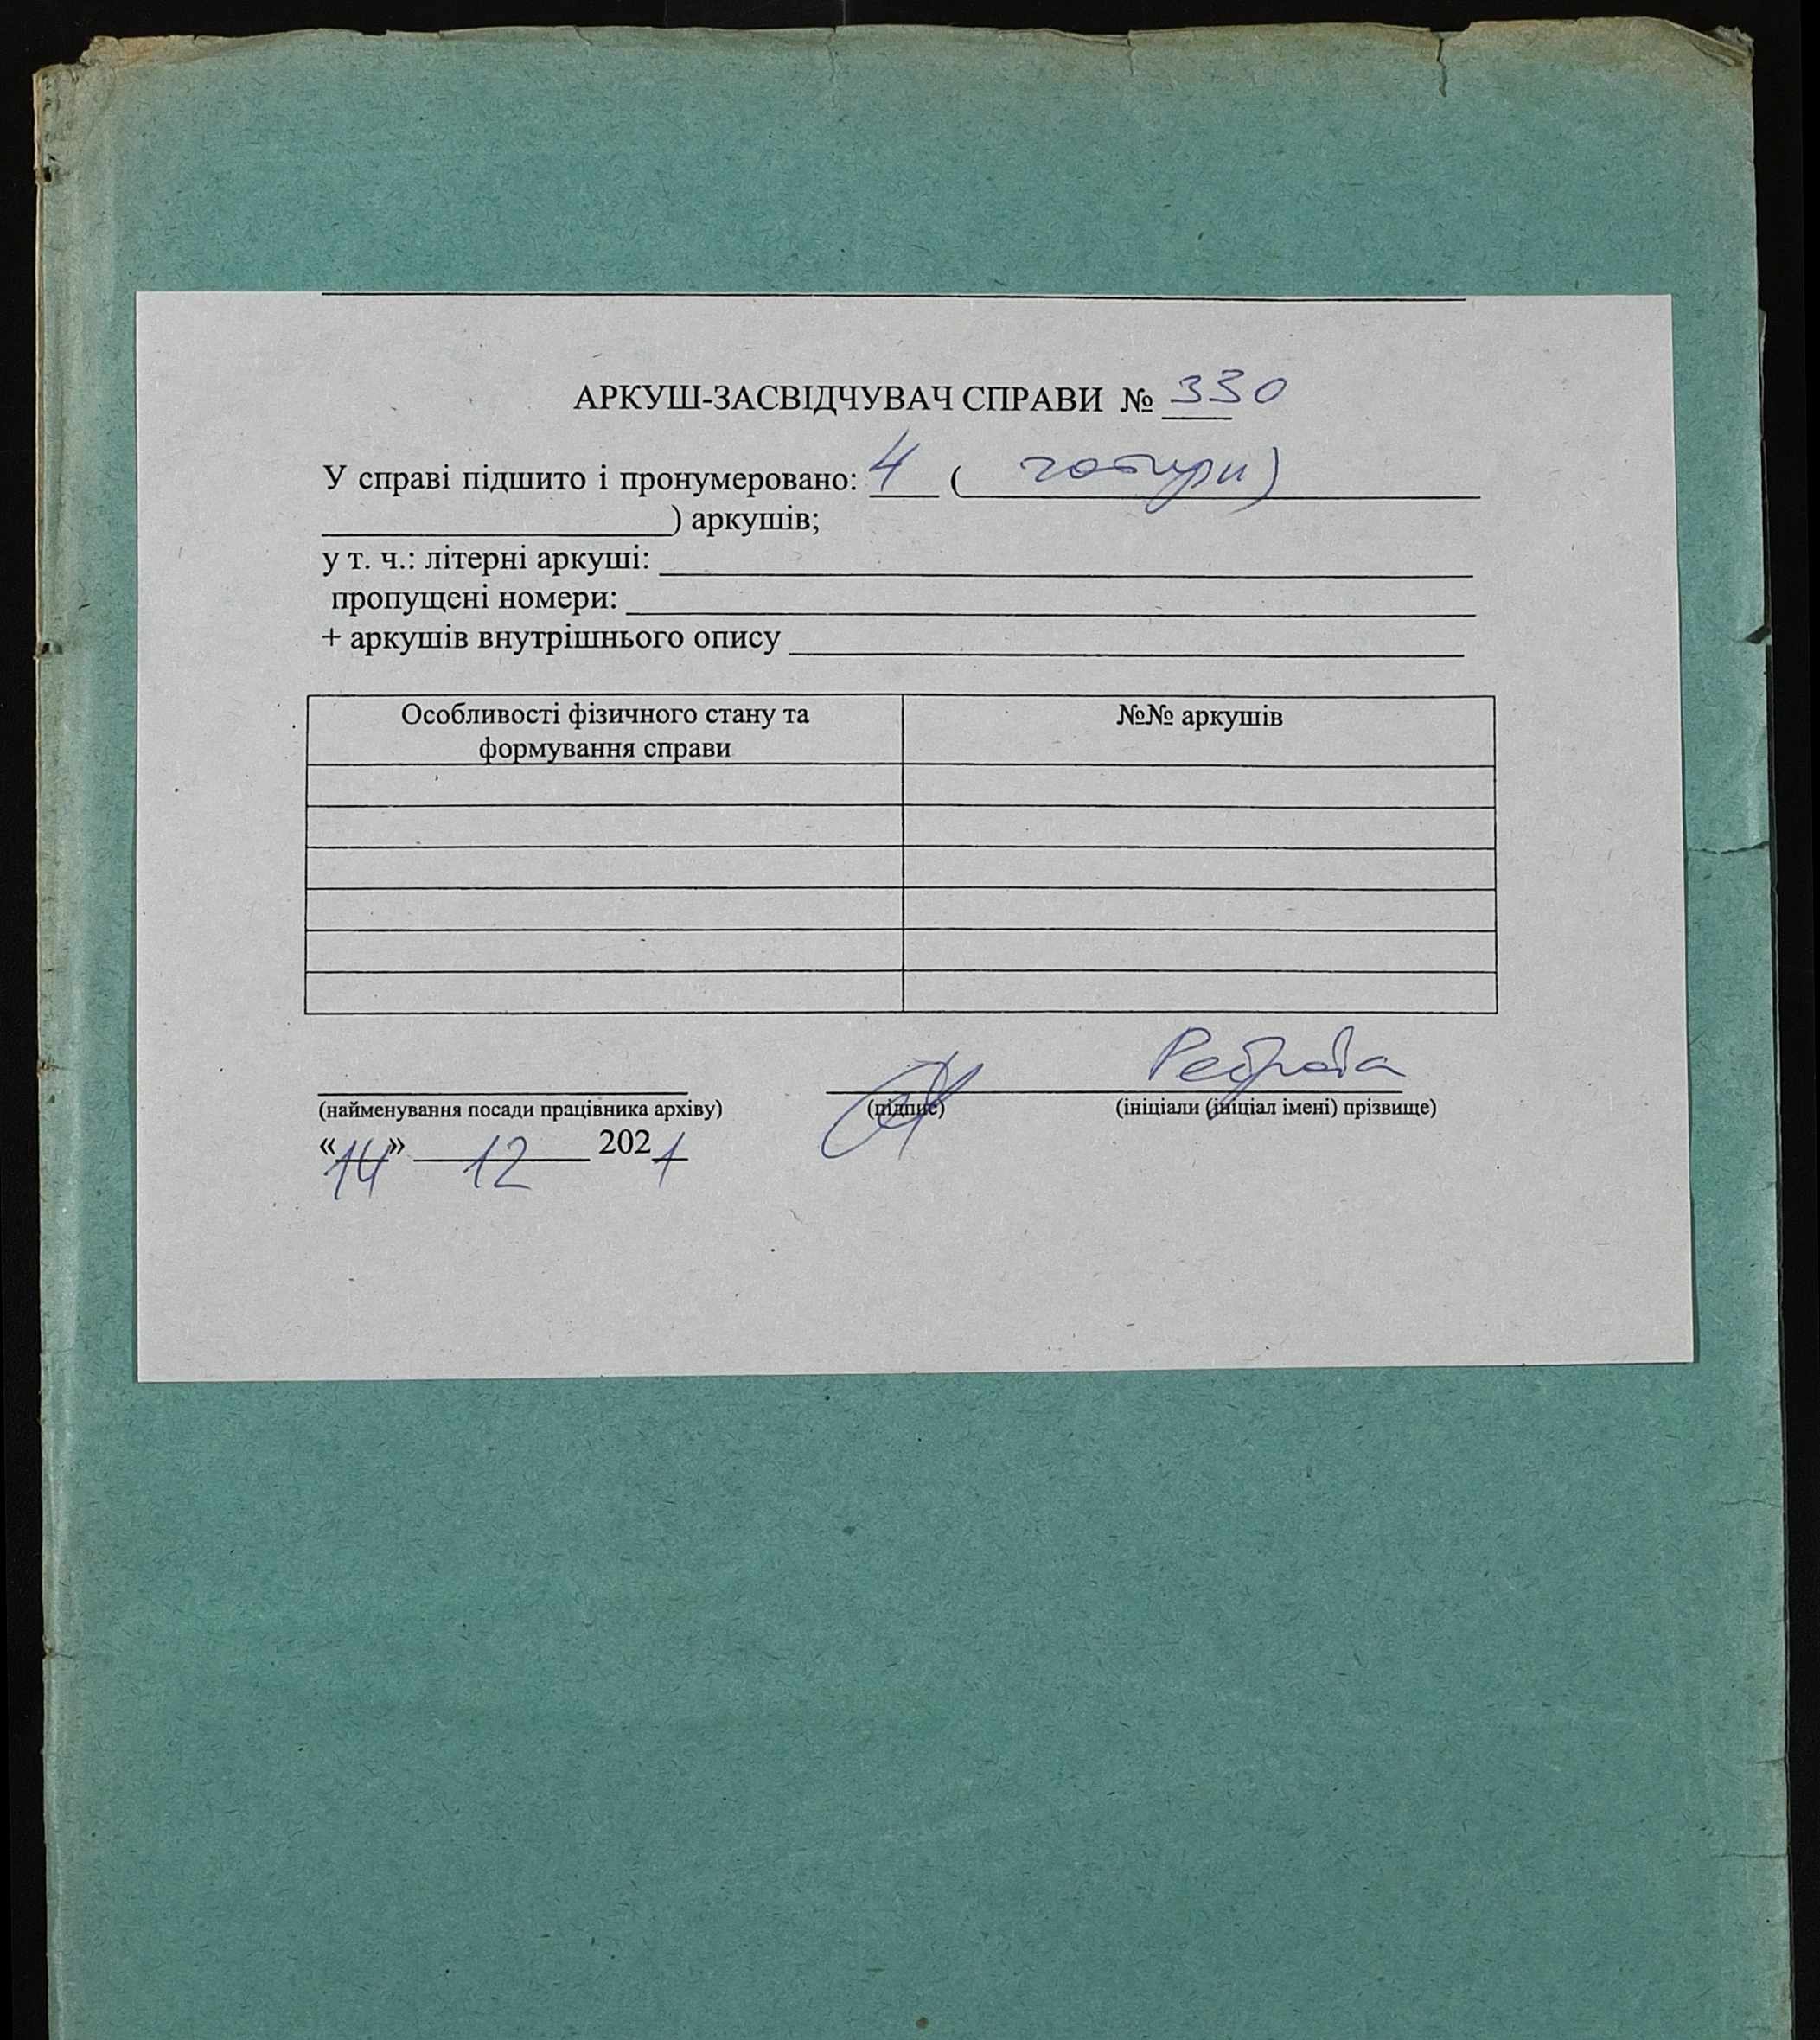 АРКУШ-ЗАСВІДЧУВАЧ СПРАВИ № 330
У справі підшито і пронумеровано: 4 ( чотири)
) аркушів;
у т. ч.: літерні аркуші:
пропущені номери:
+ аркушів внутрішнього опису
Особливості фізичного стану та
формування справи
№№ аркушів
Реброва
(найменування посади працівника архіву) (підпис) (ініціали (ініціал імені) прізвище)
«14» 12 2021